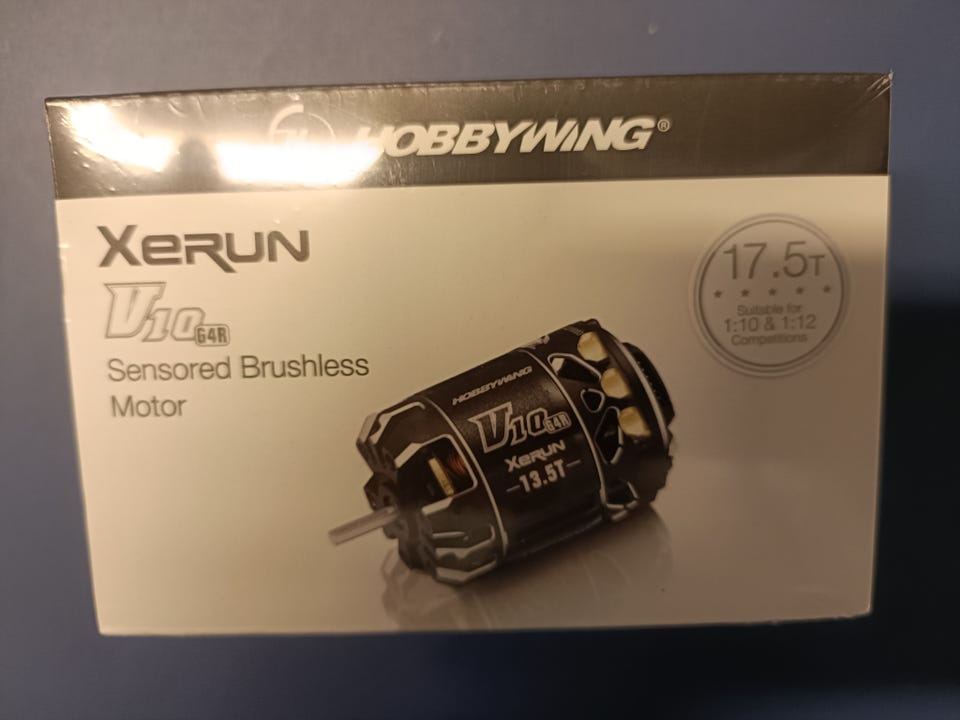 HOBBYWING®
XERUN
V10 G4R
Sensored Brushless
Motor
17.5T
Suitable for
1:10 & 1:12
Competitions
HOBBYWING
V10 G4R
XERUN
13.5T